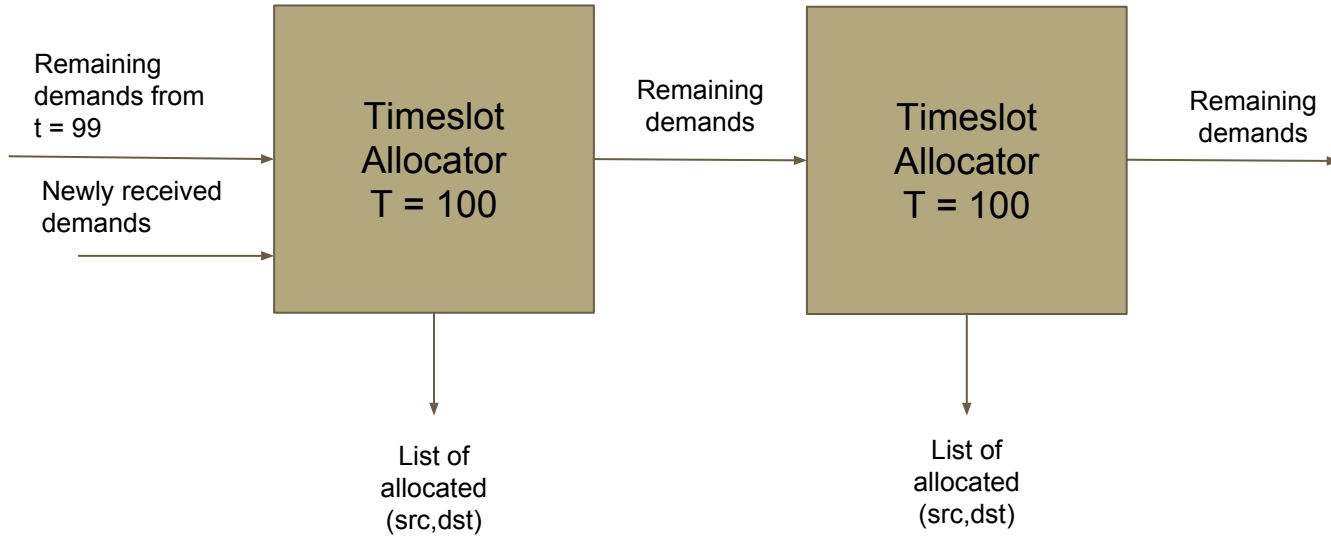 Remaining
demands from
t = 99
Newly received
demands
Timeslot
Allocator
T = 100
Remaining
demands
Timeslot
Allocator
T = 100
Remaining
demands
List of
allocated
(src,dst)
List of
allocated
(src,dst)